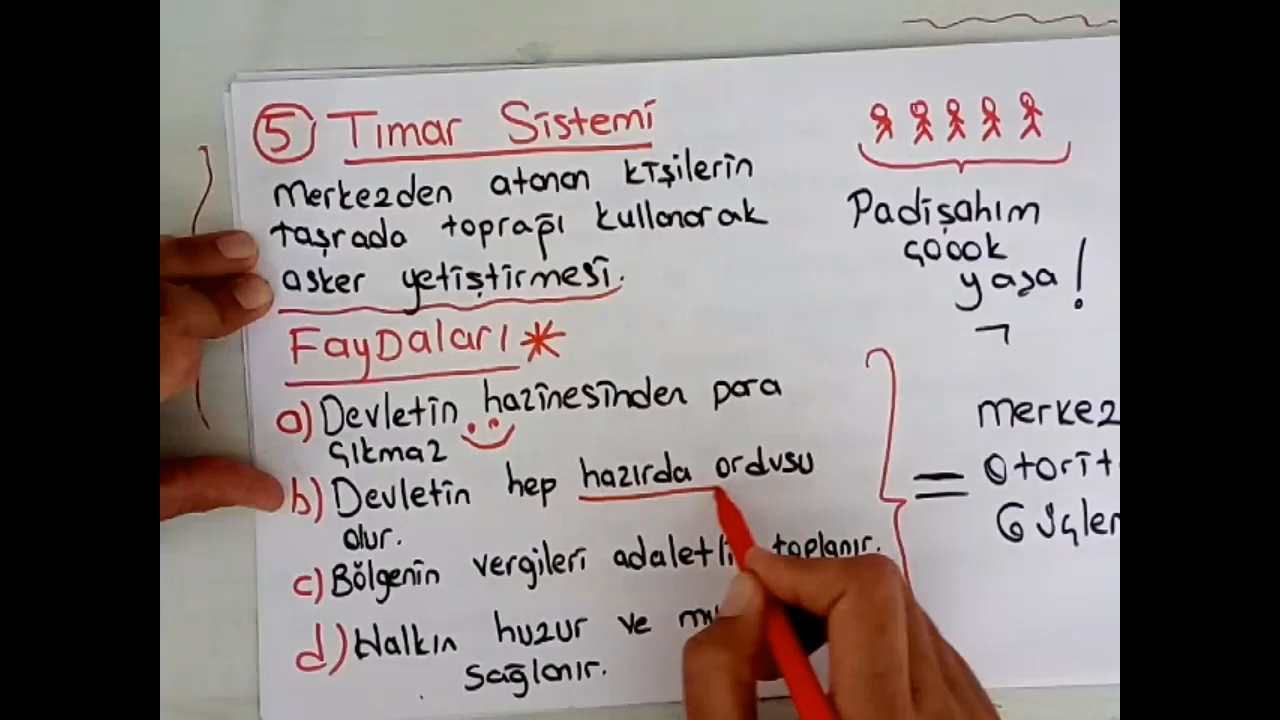 5 Tımar Sistemi
Merkezden atanan kişilerin
taşrada toprağı kullanarak
asker yetiştirmesi.
Faydaları *
a) Devletin hazinesinden para
çıkmaz
b) Devletin hep hazırda ordusu
olur.
c) Bölgenin vergileri adaletli toplanır.
d) Halkın huzur ve
sağlanır.
Padişahım
çoook
yaşa!
= merkez
otorit
Güçlen